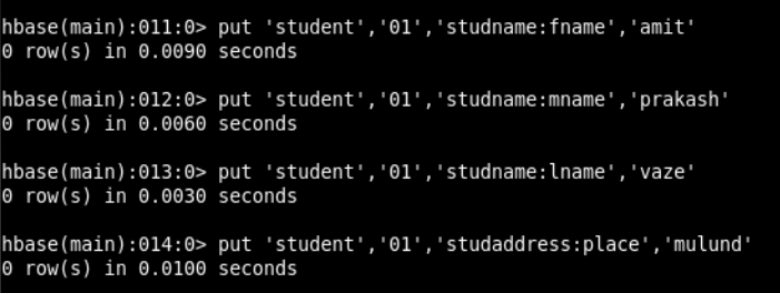 hbase(main):011:0> put 'student','01','studname:fname','amit'
0 row(s) in 0.0090 seconds
hbase(main):012:0> put 'student','01','studname:mname','prakash'
0 row(s) in 0.0060 seconds
hbase(main):013:0> put 'student','01','studname:lname','vaze'
0 row(s) in 0.0030 seconds
hbase(main):014:0> put 'student','01','studaddress:place','mulund'
0 row(s) in 0.0100 seconds